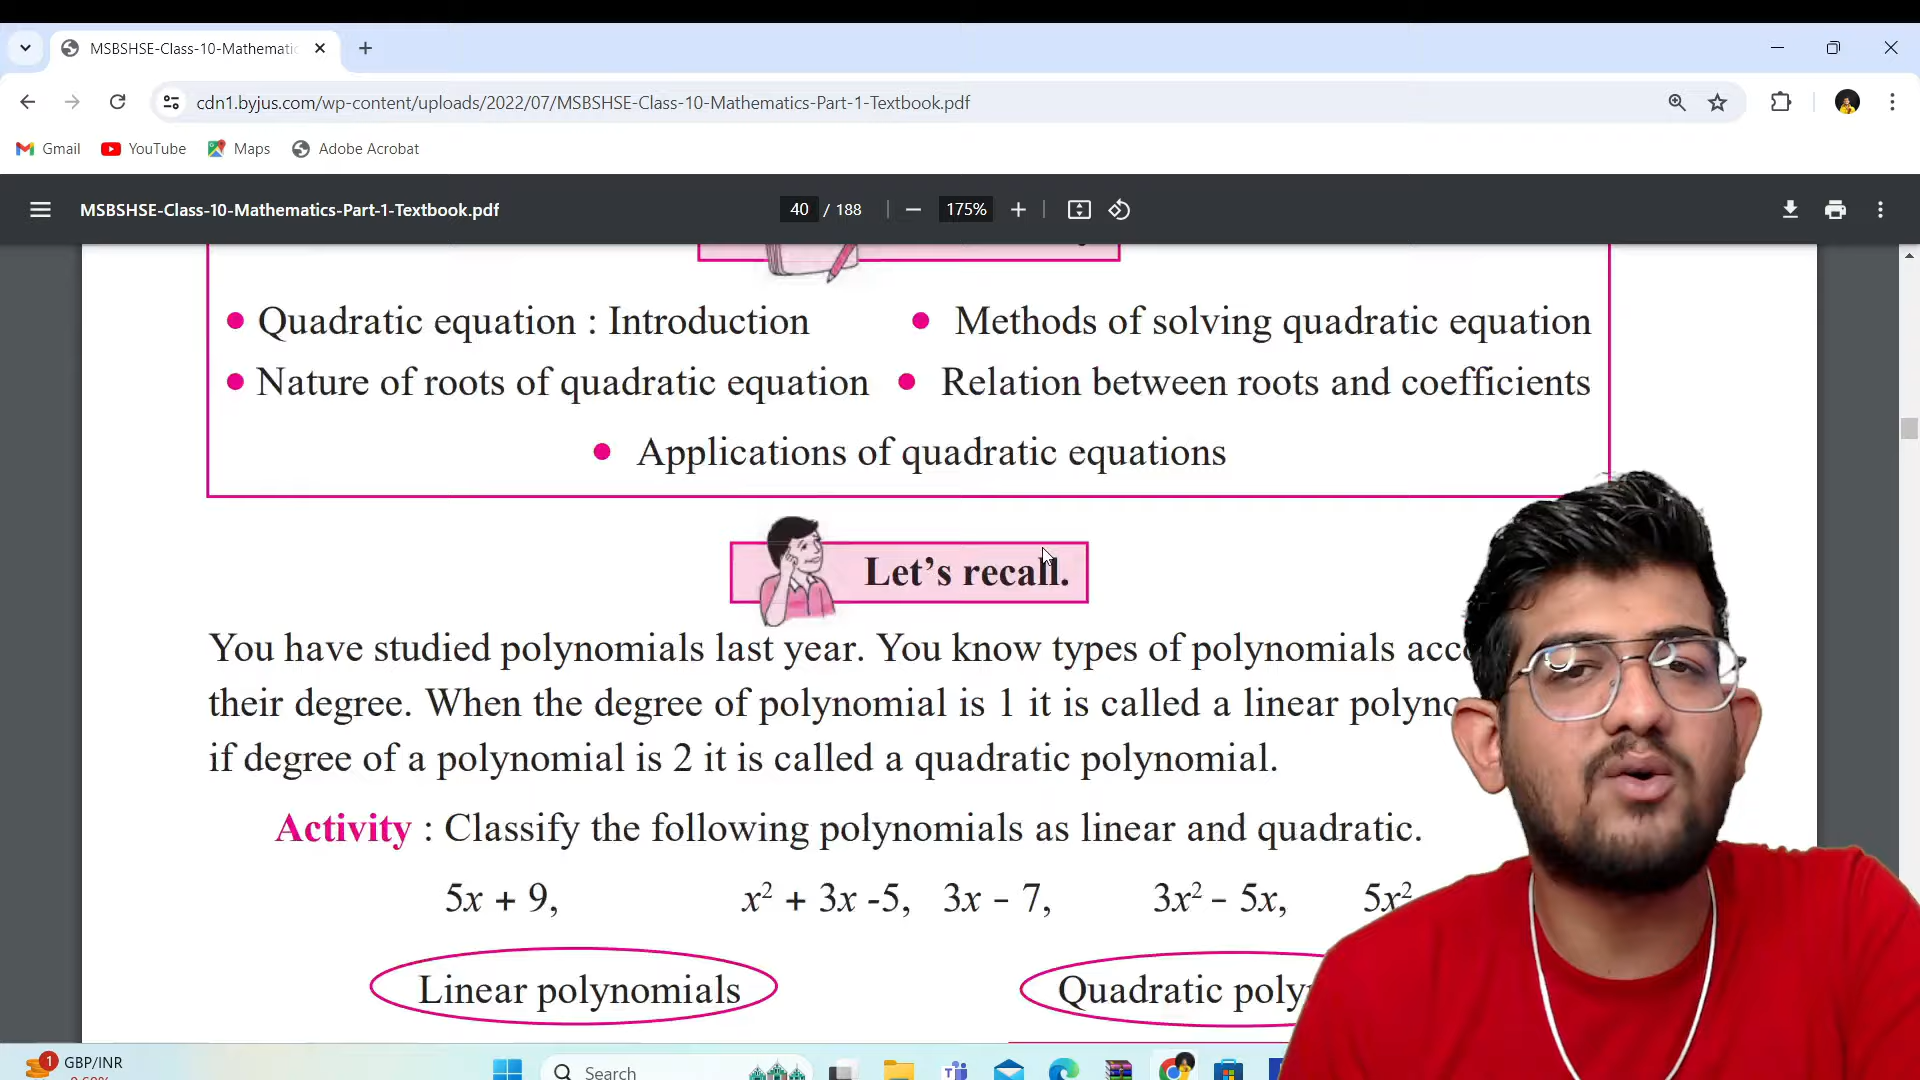 MSBSHSE-Class-10-Mathematic
cdn1.byjus.com/wp-content/uploads/2022/07/MSBSHSE-Class-10-Mathematics-Part-1-Textbook.pdf
Gmail YouTube Maps Adobe Acrobat
MSBSHSE-Class-10-Mathematics-Part-1-Textbook.pdf 40 / 188 175%
• Quadratic equation : Introduction • Methods of solving quadratic equation
• Nature of roots of quadratic equation • Relation between roots and coefficients
• Applications of quadratic equations
Let’s recall.
You have studied polynomials last year. You know types of polynomials
their degree. When the degree of polynomial is 1 it is called a linear
if degree of a polynomial is 2 it is called a quadratic polynomial.
Activity : Classify the following polynomials as linear and quadratic.
5x + 9, x² + 3x -5, 3x − 7, 3x² − 5x, 5x²
Linear polynomials Quadratic
1 GBP/INR
Search